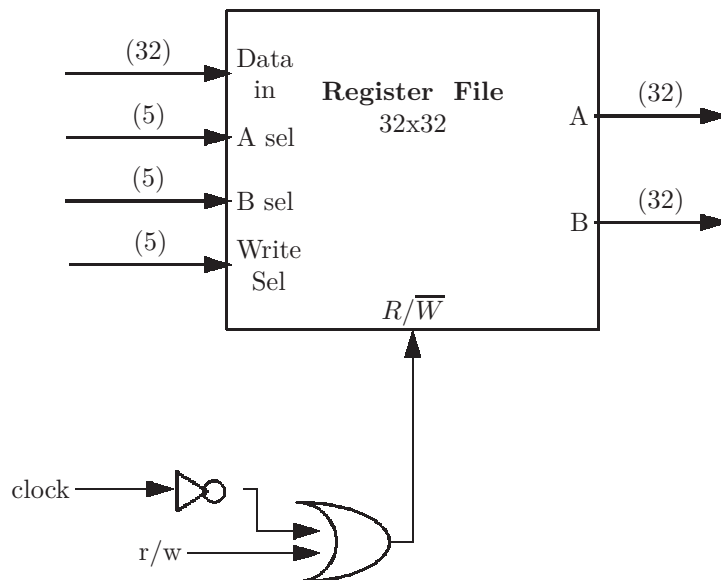 (32)
Data
in
(5)
A sel
(5)
B sel
(5)
Write
Sel
Register File
32x32
A
(32)
B
(32)
R/W̅
clock
r/w